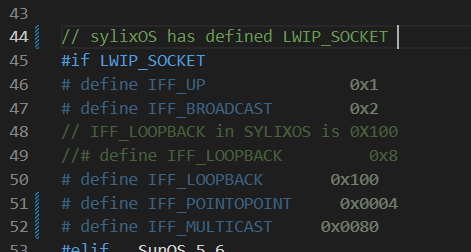 43
44 // sylixOS has defined LWIP_SOCKET
45 #if LWIP_SOCKET
46 # define IFF_UP 0x1
47 # define IFF_BROADCAST 0x2
48 // IFF_LOOPBACK in SYLIXOS is 0X100
49 //# define IFF_LOOPBACK 0x8
50 # define IFF_LOOPBACK 0x100
51 # define IFF_POINTOPOINT 0x0004
52 # define IFF_MULTICAST 0x0080
53 #elif SunOS_5_6